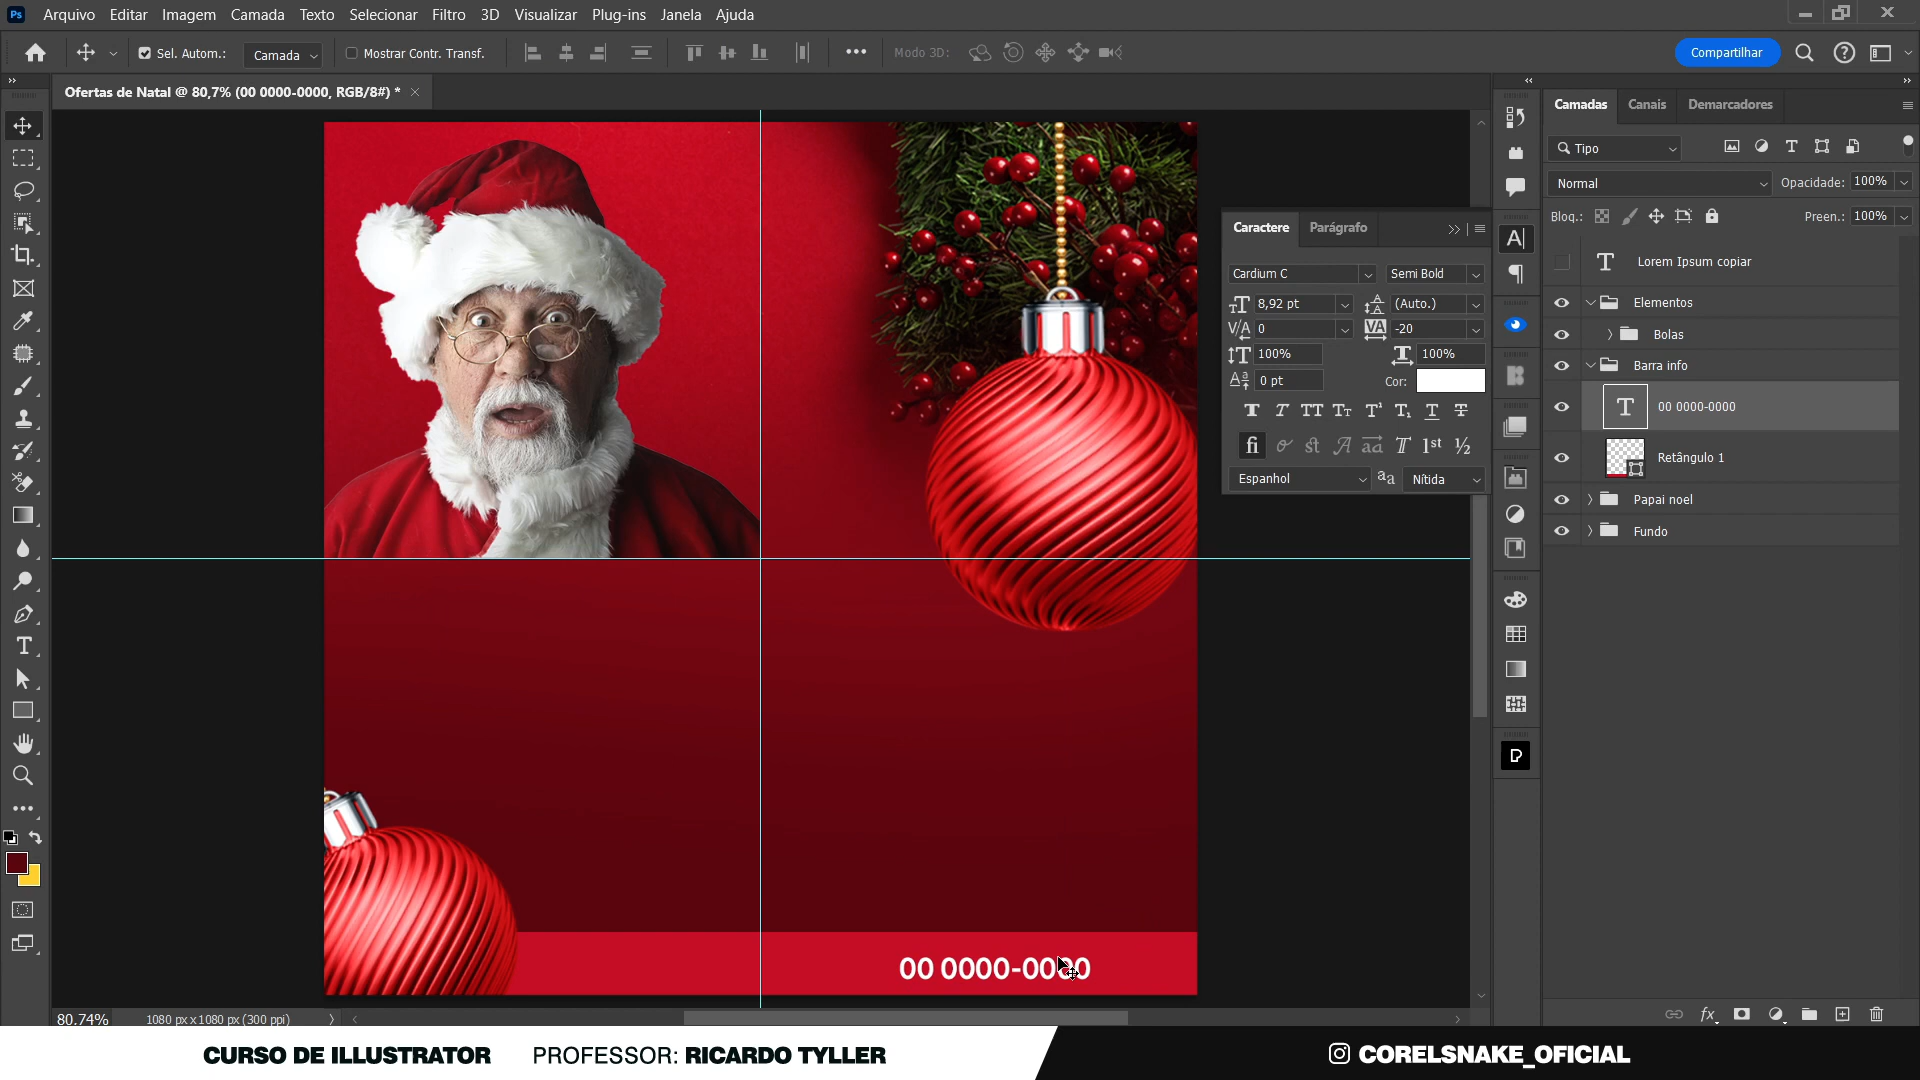 Ps Arquivo Editar Imagem Camada Texto Selecionar Filtro 3D Visualizar Plug-ins Janela Ajuda
Sel. Autom.: Camada Mostrar Contr. Transf. Modo 3D: Compartilhar
Ofertas de Natal @ 80,7% (00 0000-0000, RGB/8#) *
Camadas Canais Demarcadores
Tipo
Normal Opacidade: 100%
Bloq.: Preen.: 100%
Caractere Parágrafo
Cardium C Semi Bold
8,92 pt (Auto.)
0 -20
100% 100%
0 pt Cor:
Espanhol Nítida
Lorem Ipsum copiar
Elementos
Bolas
Barra info
00 0000-0000
Retângulo 1
Papai noel
Fundo
00 0000-0000
80,74% 1080 px x 1080 px (300 ppi)
CURSO DE ILLUSTRATOR PROFESSOR: RICARDO TYLLER CORELSNAKE_OFICIAL